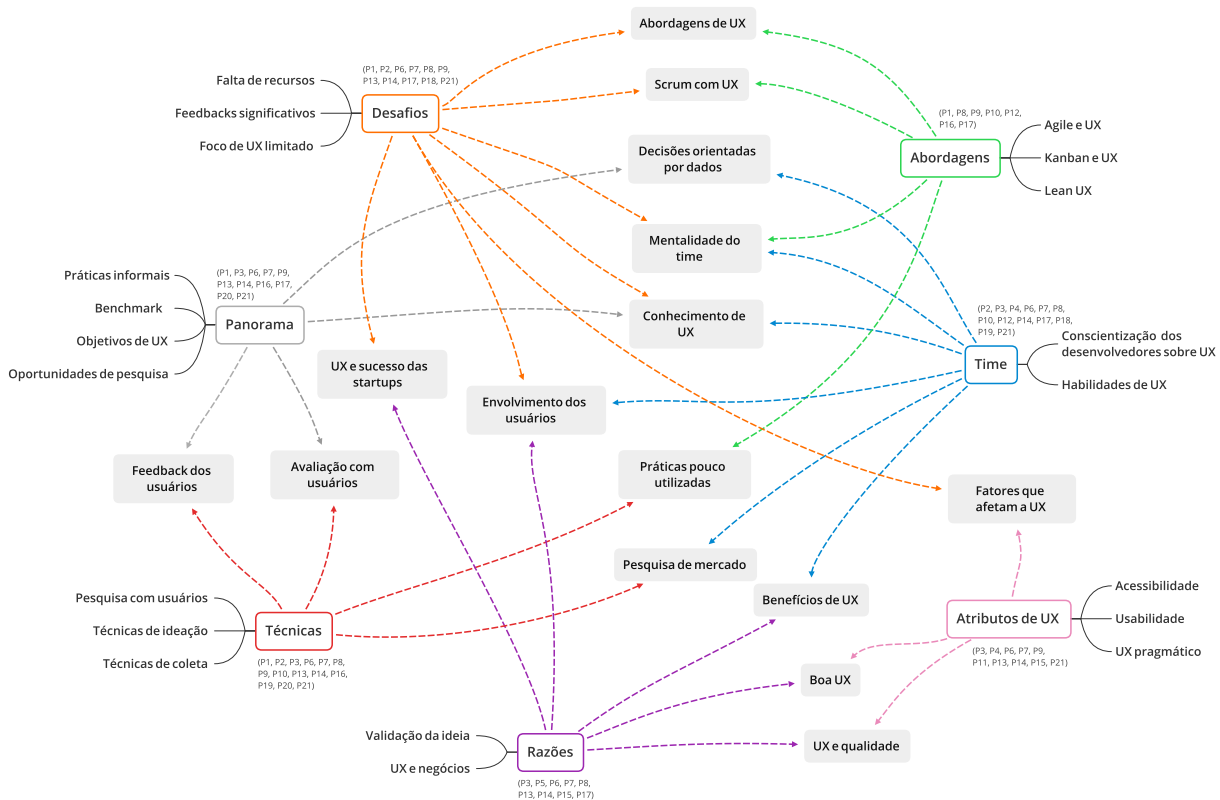 Abordagens de UX
(P1, P2, P6, P7, P8, P9,
P13, P14, P17, P18, P21)
Falta de recursos
Feedbacks significativos
Foco de UX limitado
Desafios
Scrum com UX
(P1, P8, P9, P10, P12,
P16, P17)
Abordagens
Agile e UX
Kanban e UX
Lean UX
Decisões orientadas
por dados
Mentalidade do
time
(P1, P3, P6, P7, P9,
P13, P14, P16, P17,
P20, P21)
Práticas informais
Benchmark
Objetivos de UX
Oportunidades de pesquisa
Panorama
Conhecimento de
UX
(P2, P3, P4, P6, P7, P8,
P10, P12, P14, P17, P18,
P19, P21)
Time
Conscientização dos
desenvolvedores sobre UX
Habilidades de UX
UX e sucesso das
startups
Envolvimento dos
usuários
Feedback dos
usuários
Avaliação com
usuários
Práticas pouco
utilizadas
Fatores que
afetam a UX
Pesquisa de mercado
Benefícios de UX
Pesquisa com usuários
Técnicas de ideação
Técnicas de coleta
Técnicas
(P1, P2, P3, P6, P7, P8,
P9, P10, P13, P14, P16,
P19, P20, P21)
Atributos de UX
Acessibilidade
Usabilidade
UX pragmático
(P3, P4, P6, P7, P9,
P11, P13, P14, P15, P21)
Boa UX
UX e qualidade
Validação da ideia
UX e negócios
Razões
(P3, P5, P6, P7, P8,
P13, P14, P15, P17)